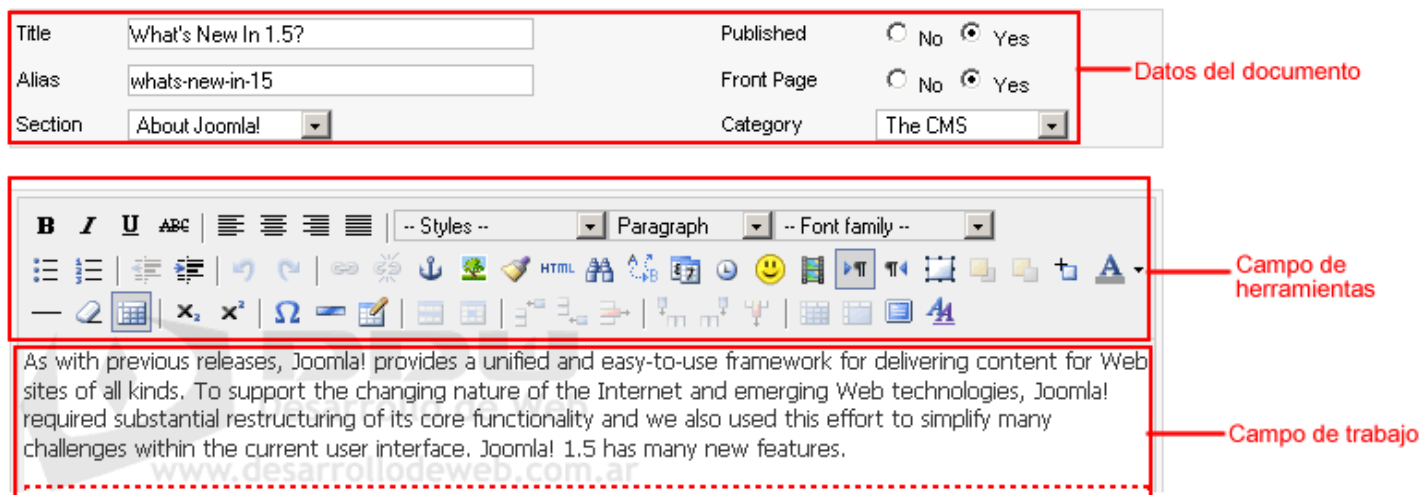 Title What's New In 1.5? Published No Yes
Datos del documento
Alias whats-new-in-15 Front Page No Yes
Section About Joomla! Category The CMS
B I U ABC -- Styles -- Paragraph -- Font family --
HTML
Campo de
herramientas
As with previous releases, Joomla! provides a unified and easy-to-use framework for delivering content for Web
sites of all kinds. To support the changing nature of the Internet and emerging Web technologies, Joomla!
required substantial restructuring of its core functionality and we also used this effort to simplify many
challenges within the current user interface. Joomla! 1.5 has many new features.
Campo de trabajo
Desarrollo de Web
www.desarrollodeweb.com.ar